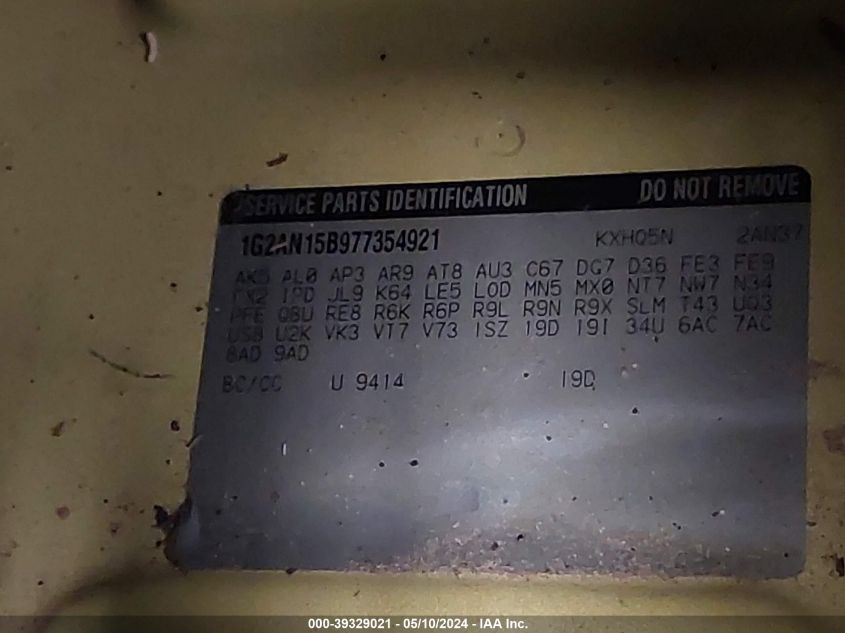 SERVICE PARTS IDENTIFICATION DO NOT REMOVE
1G2AN15B977354921 KXHQ5N 2AN37
AK5 AL0 AP3 AR9 AT8 AU3 C67 DG7 D36 FE3 FE9
FX2 IPD JL9 K64 LE5 LOD MN5 MX0 NT7 NW7 N34
PFE Q8U RE8 R6K R6P R9L R9N R9X SLM T43 UQ3
US8 U2K VK3 VT7 V73 1SZ 19D 19I 34U 6AC 7AC
8AD 9AD
BC/CC U 9414 19D
000-39329021 - 05/10/2024 - IAA Inc.